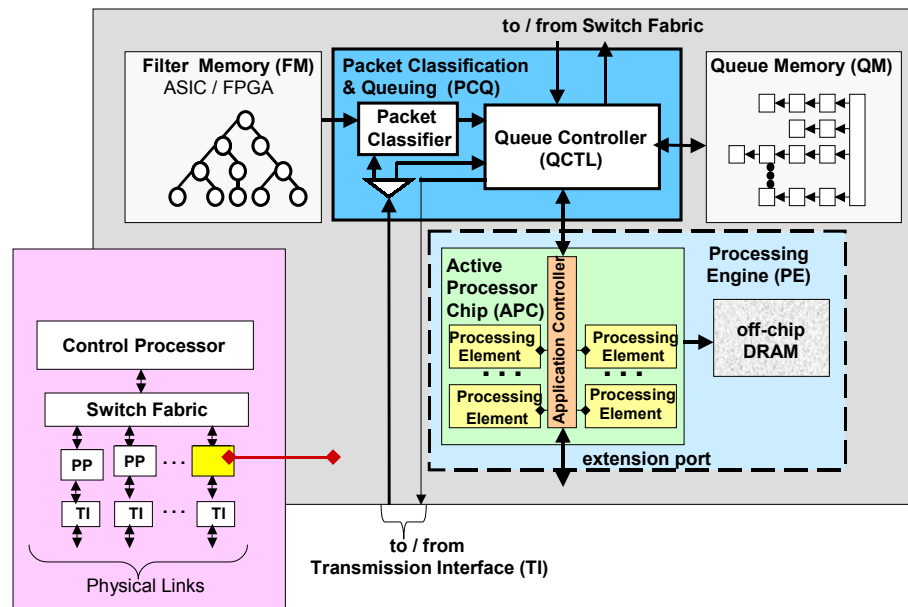 to / from Switch Fabric
Filter Memory (FM)
ASIC / FPGA
Packet Classification
& Queuing (PCQ)
Packet
Classifier
Queue Controller
(QCTL)
Queue Memory (QM)
Active
Processor
Chip (APC)
Application Controller
Processing
Engine (PE)
Processing
Element
Processing
Element
. . .
. . .
Processing
Element
Processing
Element
off-chip
DRAM
extension port
to / from
Transmission Interface (TI)
Control Processor
Switch Fabric
PP
PP
. . .
TI
TI
. . .
TI
Physical Links